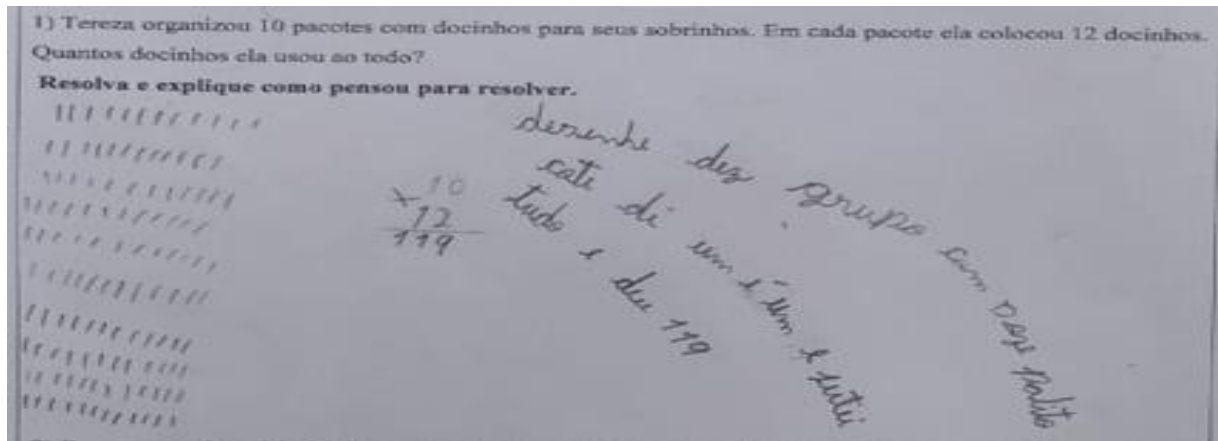 1) Tereza organizou 10 pacotes com docinhos para seus sobrinhos. Em cada pacote ela colocou 12 docinhos.
Quantos docinhos ela usou ao todo?
Resolva e explique como pensou para resolver.
10
×12
119
desenhe dez grupo com doze palito
cati di um i um e sutei
tudo e deu 119